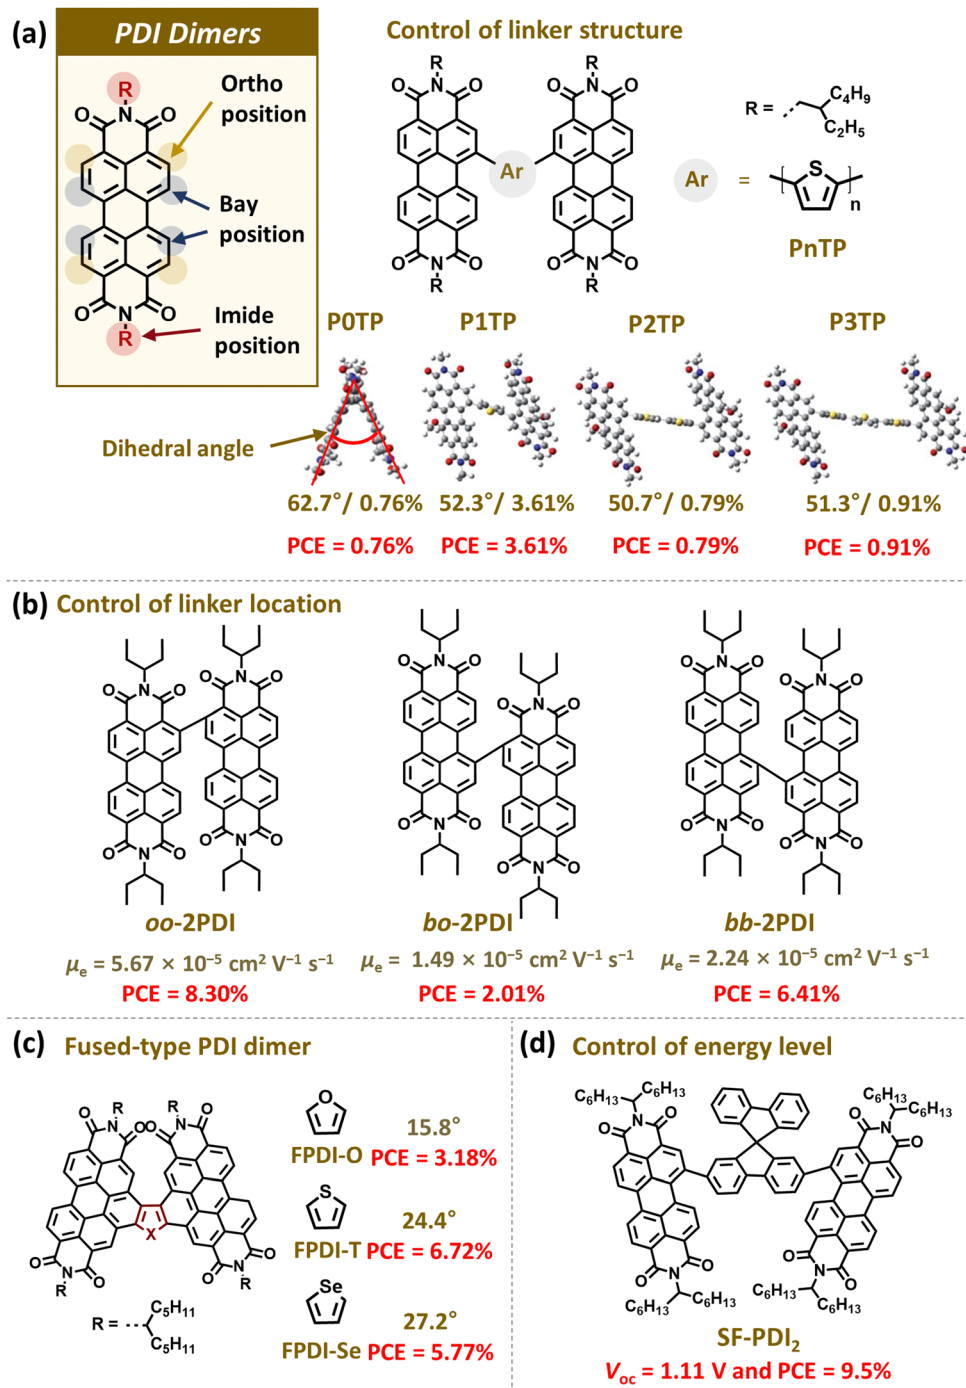 (a)
PDI Dimers
R
N
O
O
Ortho
position
Bay
position
O
O
N
R
Imide
position
Control of linker structure
R
R
O
N
O
O
N
O
Ar
O
N
O
O
N
O
R
R
R =
C₄H₉
C₂H₅
Ar
=
S
n
PnTP
P0TP
P1TP
P2TP
P3TP
Dihedral angle
62.7°/ 0.76%
52.3°/ 3.61%
50.7°/ 0.79%
51.3°/ 0.91%
PCE = 0.76%
PCE = 3.61%
PCE = 0.79%
PCE = 0.91%
(b)
Control of linker location
O
N
O
O
N
O
O
N
O
O
N
O
oo-2PDI
μₑ = 5.67 × 10⁻⁵ cm² V⁻¹ s⁻¹
PCE = 8.30%
O
N
O
O
N
O
O
N
O
O
N
O
bo-2PDI
μₑ = 1.49 × 10⁻⁵ cm² V⁻¹ s⁻¹
PCE = 2.01%
O
N
O
O
N
O
O
N
O
O
N
O
bb-2PDI
μₑ = 2.24 × 10⁻⁵ cm² V⁻¹ s⁻¹
PCE = 6.41%
(c)
Fused-type PDI dimer
R
R
O
N
O
O
N
O
X
O
N
O
O
N
O
R
R
R =
C₅H₁₁
C₅H₁₁
O
FPDI-O
15.8°
PCE = 3.18%
S
FPDI-T
24.4°
PCE = 6.72%
Se
FPDI-Se
27.2°
PCE = 5.77%
(d)
Control of energy level
C₆H₁₃
C₆H₁₃
C₆H₁₃
C₆H₁₃
O
N
O
O
N
O
O
N
O
O
N
O
C₆H₁₃
C₆H₁₃
C₆H₁₃
C₆H₁₃
SF-PDI₂
Vₒc = 1.11 V and PCE = 9.5%